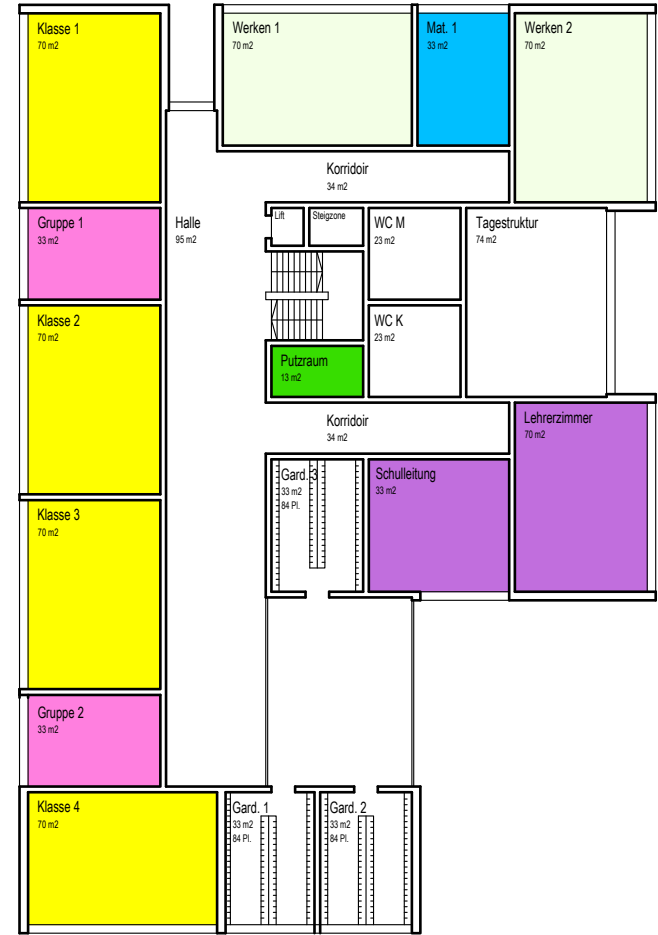 Klasse 1
70 m2
Werken 1
70 m2
Mat. 1
33 m2
Werken 2
70 m2
Korridoir
34 m2
Gruppe 1
33 m2
Halle
95 m2
Lift
Steigzone
WC M
23 m2
Tagestruktur
74 m2
Klasse 2
70 m2
WC K
23 m2
Putzraum
13 m2
Korridoir
34 m2
Lehrerzimmer
70 m2
Gard. 3
33 m2
84 Pl.
Schulleitung
33 m2
Klasse 3
70 m2
Gruppe 2
33 m2
Klasse 4
70 m2
Gard. 1
33 m2
84 Pl.
Gard. 2
33 m2
84 Pl.